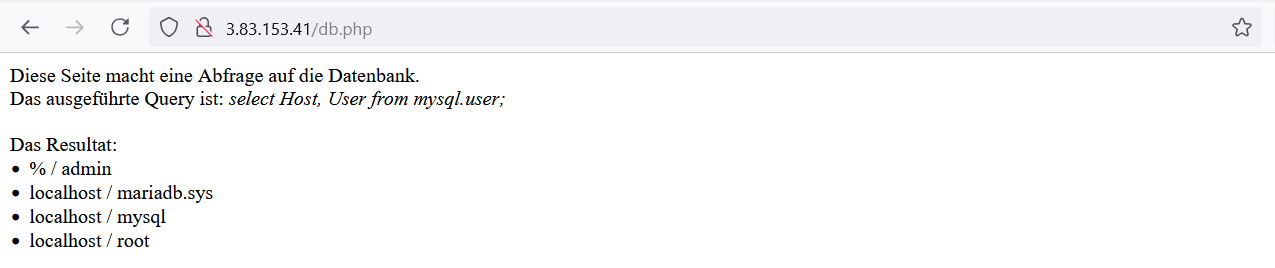 3.83.153.41/db.php
Diese Seite macht eine Abfrage auf die Datenbank.
Das ausgeführte Query ist: select Host, User from mysql.user;
Das Resultat:
• % / admin
• localhost / mariadb.sys
• localhost / mysql
• localhost / root